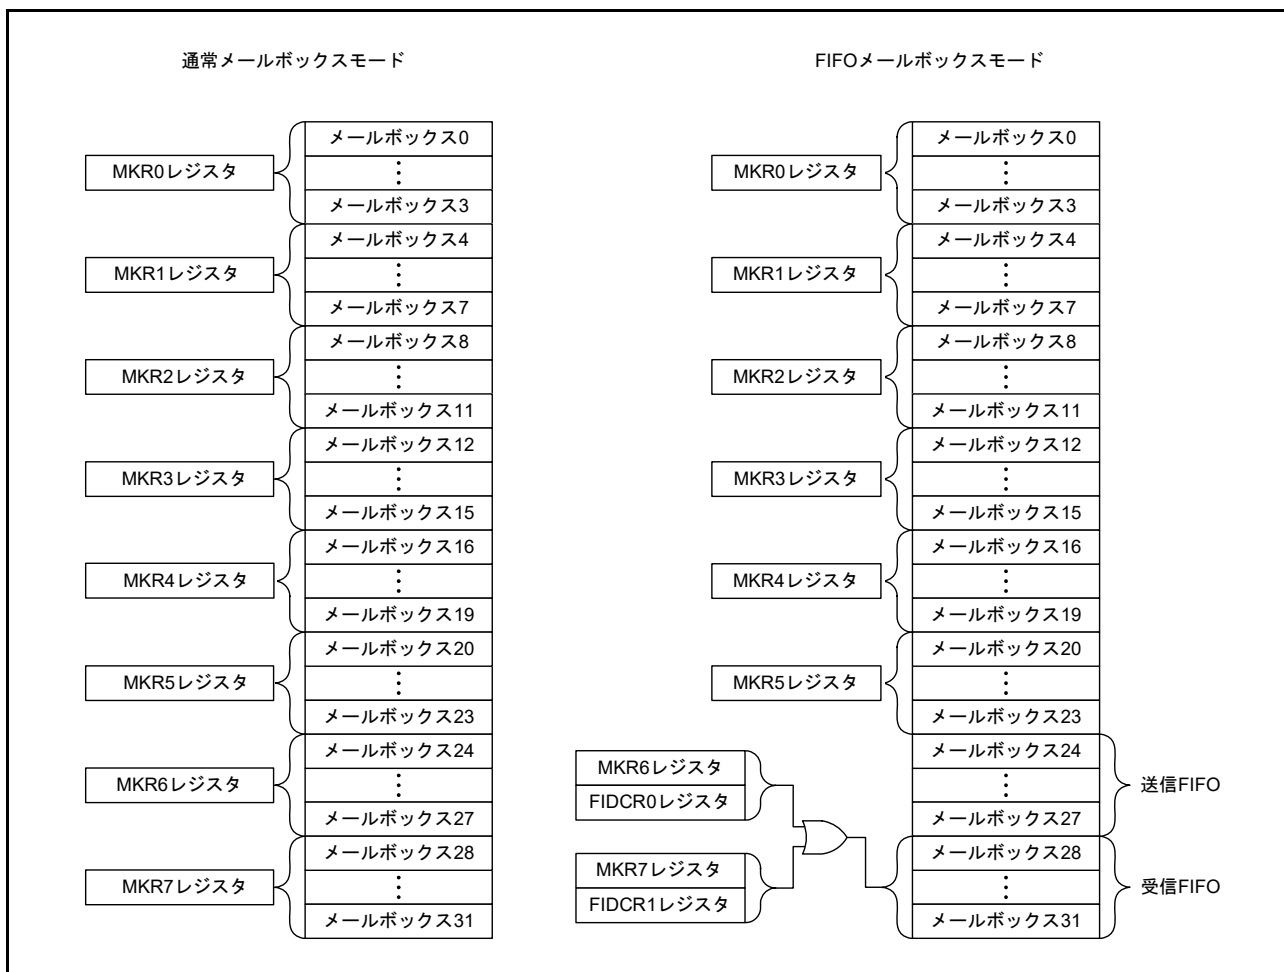 通常メールボックスモード
メールボックス0
MKR0レジスタ
メールボックス3
メールボックス4
MKR1レジスタ
メールボックス7
メールボックス8
MKR2レジスタ
メールボックス11
メールボックス12
MKR3レジスタ
メールボックス15
メールボックス16
MKR4レジスタ
メールボックス19
メールボックス20
MKR5レジスタ
メールボックス23
メールボックス24
MKR6レジスタ
メールボックス27
メールボックス28
MKR7レジスタ
メールボックス31
FIFOメールボックスモード
メールボックス0
MKR0レジスタ
メールボックス3
メールボックス4
MKR1レジスタ
メールボックス7
メールボックス8
MKR2レジスタ
メールボックス11
メールボックス12
MKR3レジスタ
メールボックス15
メールボックス16
MKR4レジスタ
メールボックス19
メールボックス20
MKR5レジスタ
メールボックス23
メールボックス24
MKR6レジスタ
FIDCR0レジスタ
送信FIFO
メールボックス27
メールボックス28
MKR7レジスタ
FIDCR1レジスタ
受信FIFO
メールボックス31